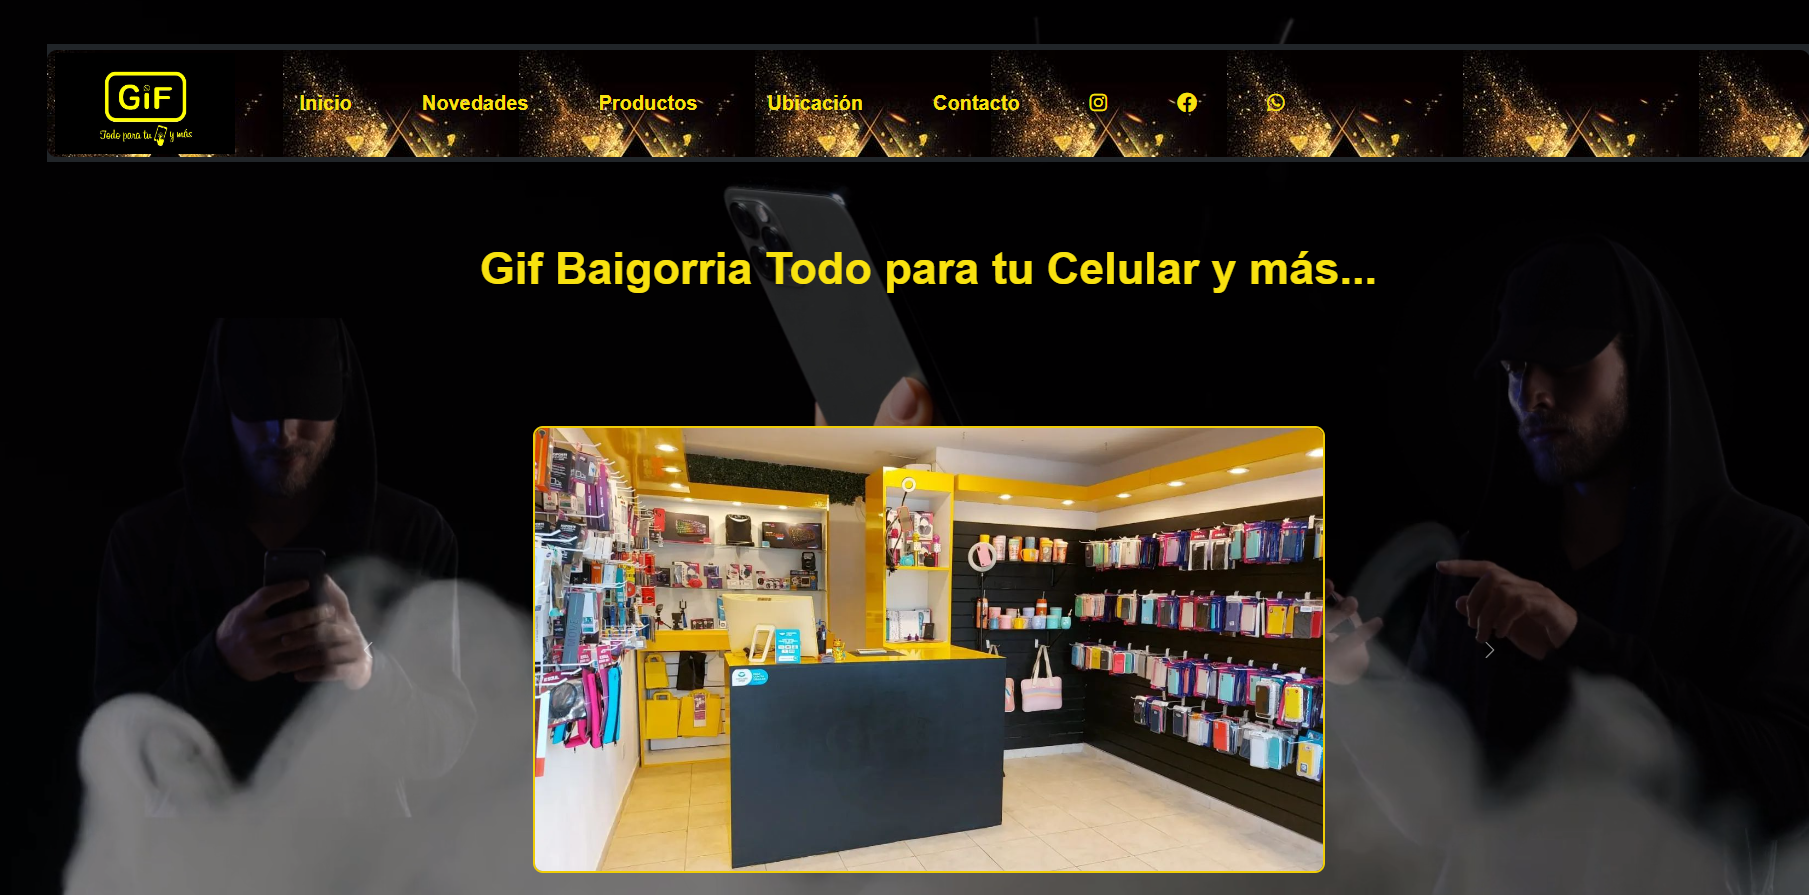 GiF
Todo para tu y más
Inicio
Novedades
Productos
Ubicación
Contacto
Gif Baigorria Todo para tu Celular y más...